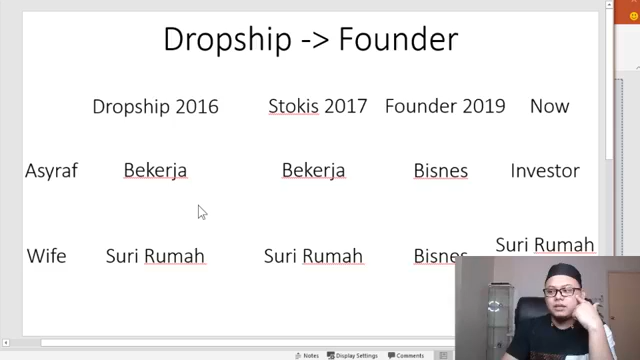 Dropship -> Founder
Dropship 2016 Stokis 2017 Founder 2019 Now
Asyraf Bekerja Bekerja Bisnes Investor
Wife Suri Rumah Suri Rumah Bisnes Suri Rumah
Notes Display Settings Comments